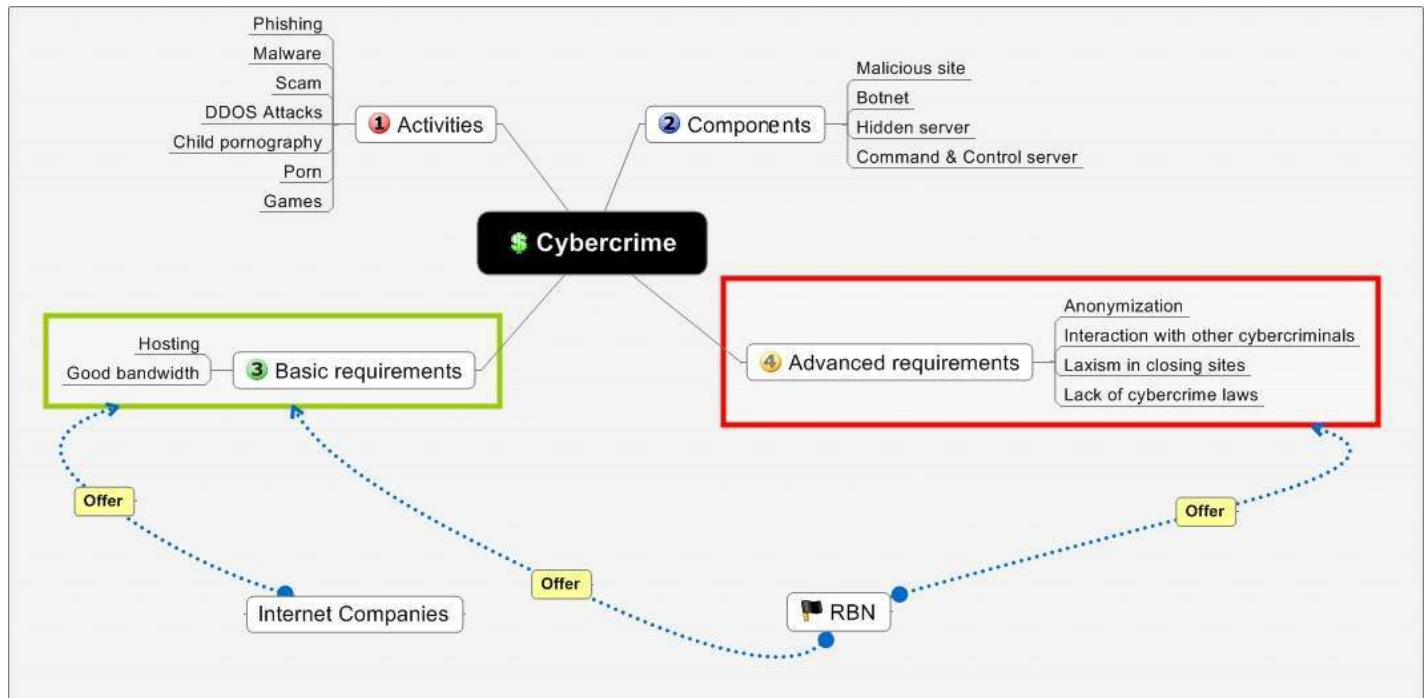 Phishing
Malware
Scam
DDOS Attacks
Child pornography
Porn
Games
1 Activities
2 Components
Malicious site
Botnet
Hidden server
Command & Control server
$ Cybercrime
Hosting
Good bandwidth
3 Basic requirements
4 Advanced requirements
Anonymization
Interaction with other cybercriminals
Laxism in closing sites
Lack of cybercrime laws
Offer
Offer
Offer
Internet Companies
RBN